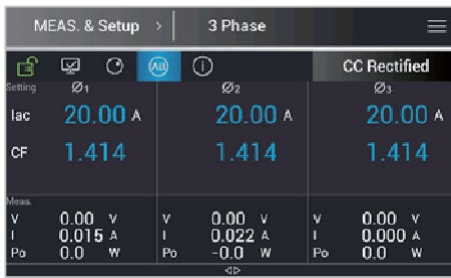 MEAS. & Setup > 3 Phase
All i CC Rectified
Setting Ø1 Ø2 Ø3
Iac 20.00 A 20.00 A 20.00 A
CF 1.414 1.414 1.414
Meas.
V 0.00 V V 0.00 V V 0.00 V
I 0.015 A I 0.022 A I 0.000 A
Po 0.0 W Po -0.0 W Po 0.0 W